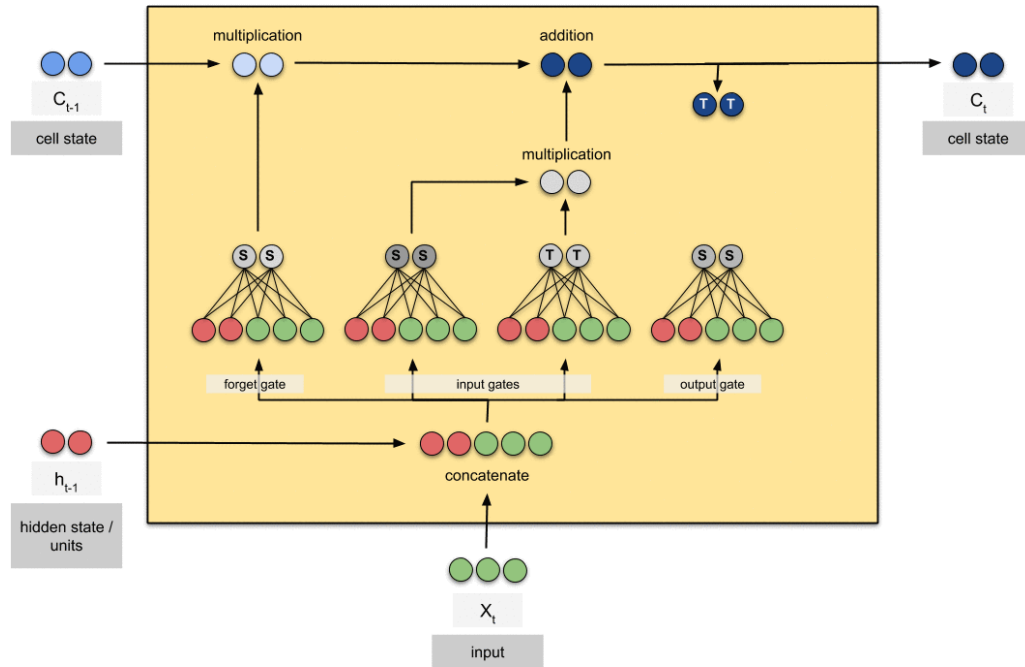 multiplication
addition
C t-1
cell state
T T
C t
cell state
multiplication
S S
S S
T T
S S
forget gate
input gates
output gate
h t-1
hidden state /
units
concatenate
X t
input